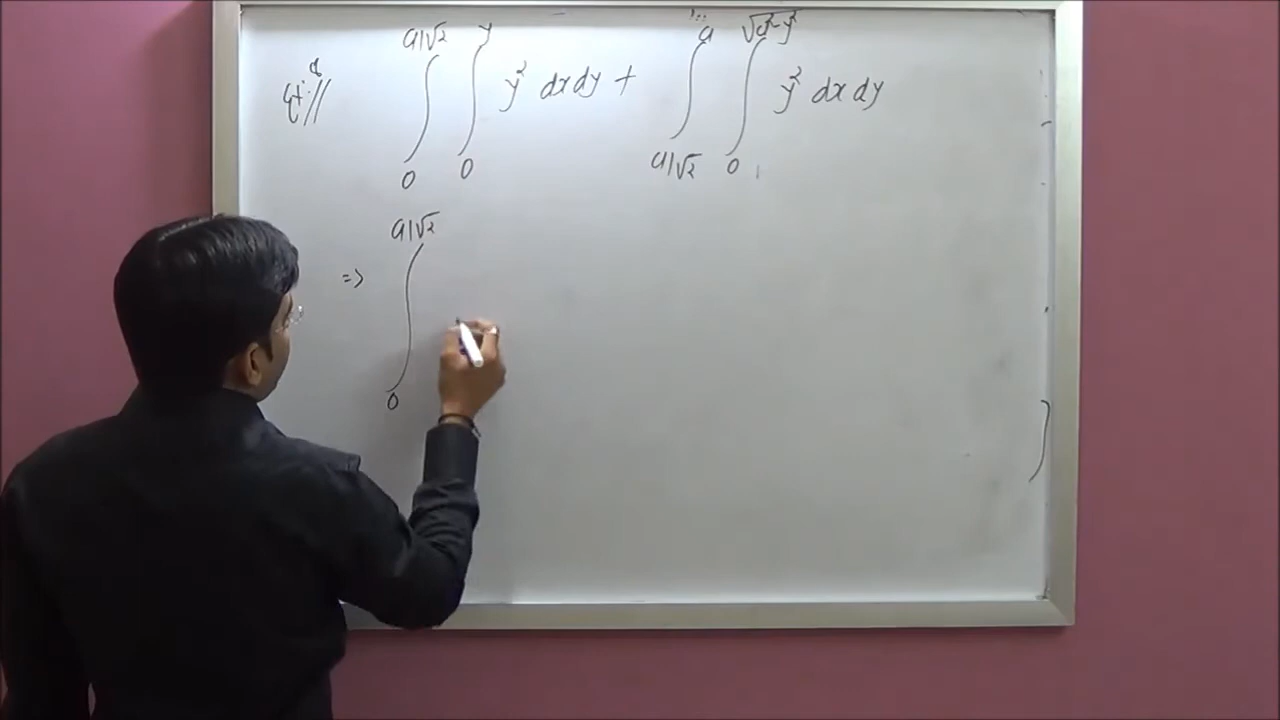 ∫₀^{a/√2} ∫₀^{y} y² dx dy + ∫_{a/√2}^{a} ∫₀^{√a²-y²} y² dx dy
=> ∫₀^{a/√2}